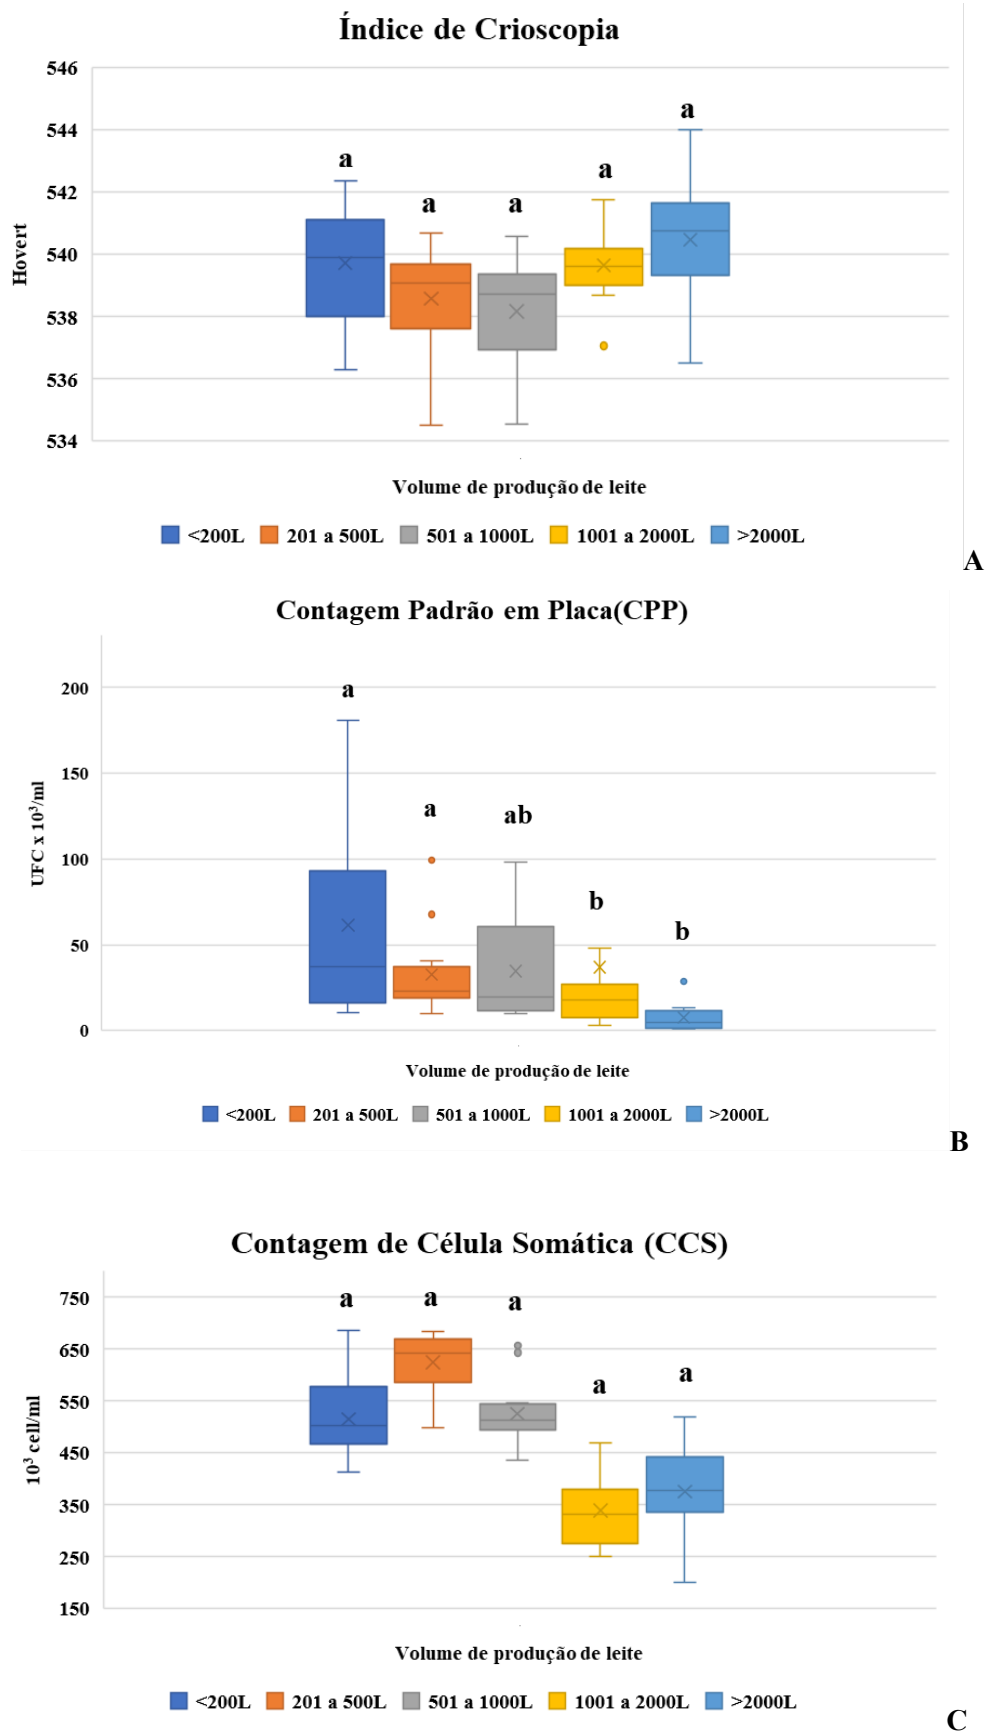 Índice de Crioscopia
546
544
542
540
538
536
534
Hovert
a
a
a
a
a
Volume de produção de leite
<200L 201 a 500L 501 a 1000L 1001 a 2000L >2000L
A
Contagem Padrão em Placa(CPP)
200
150
100
50
0
UFC x 10³/ml
a
a
ab
b
b
Volume de produção de leite
<200L 201 a 500L 501 a 1000L 1001 a 2000L >2000L
B
Contagem de Célula Somática (CCS)
750
650
550
450
350
250
150
10³ cell/ml
a
a
a
a
a
Volume de produção de leite
<200L 201 a 500L 501 a 1000L 1001 a 2000L >2000L
C